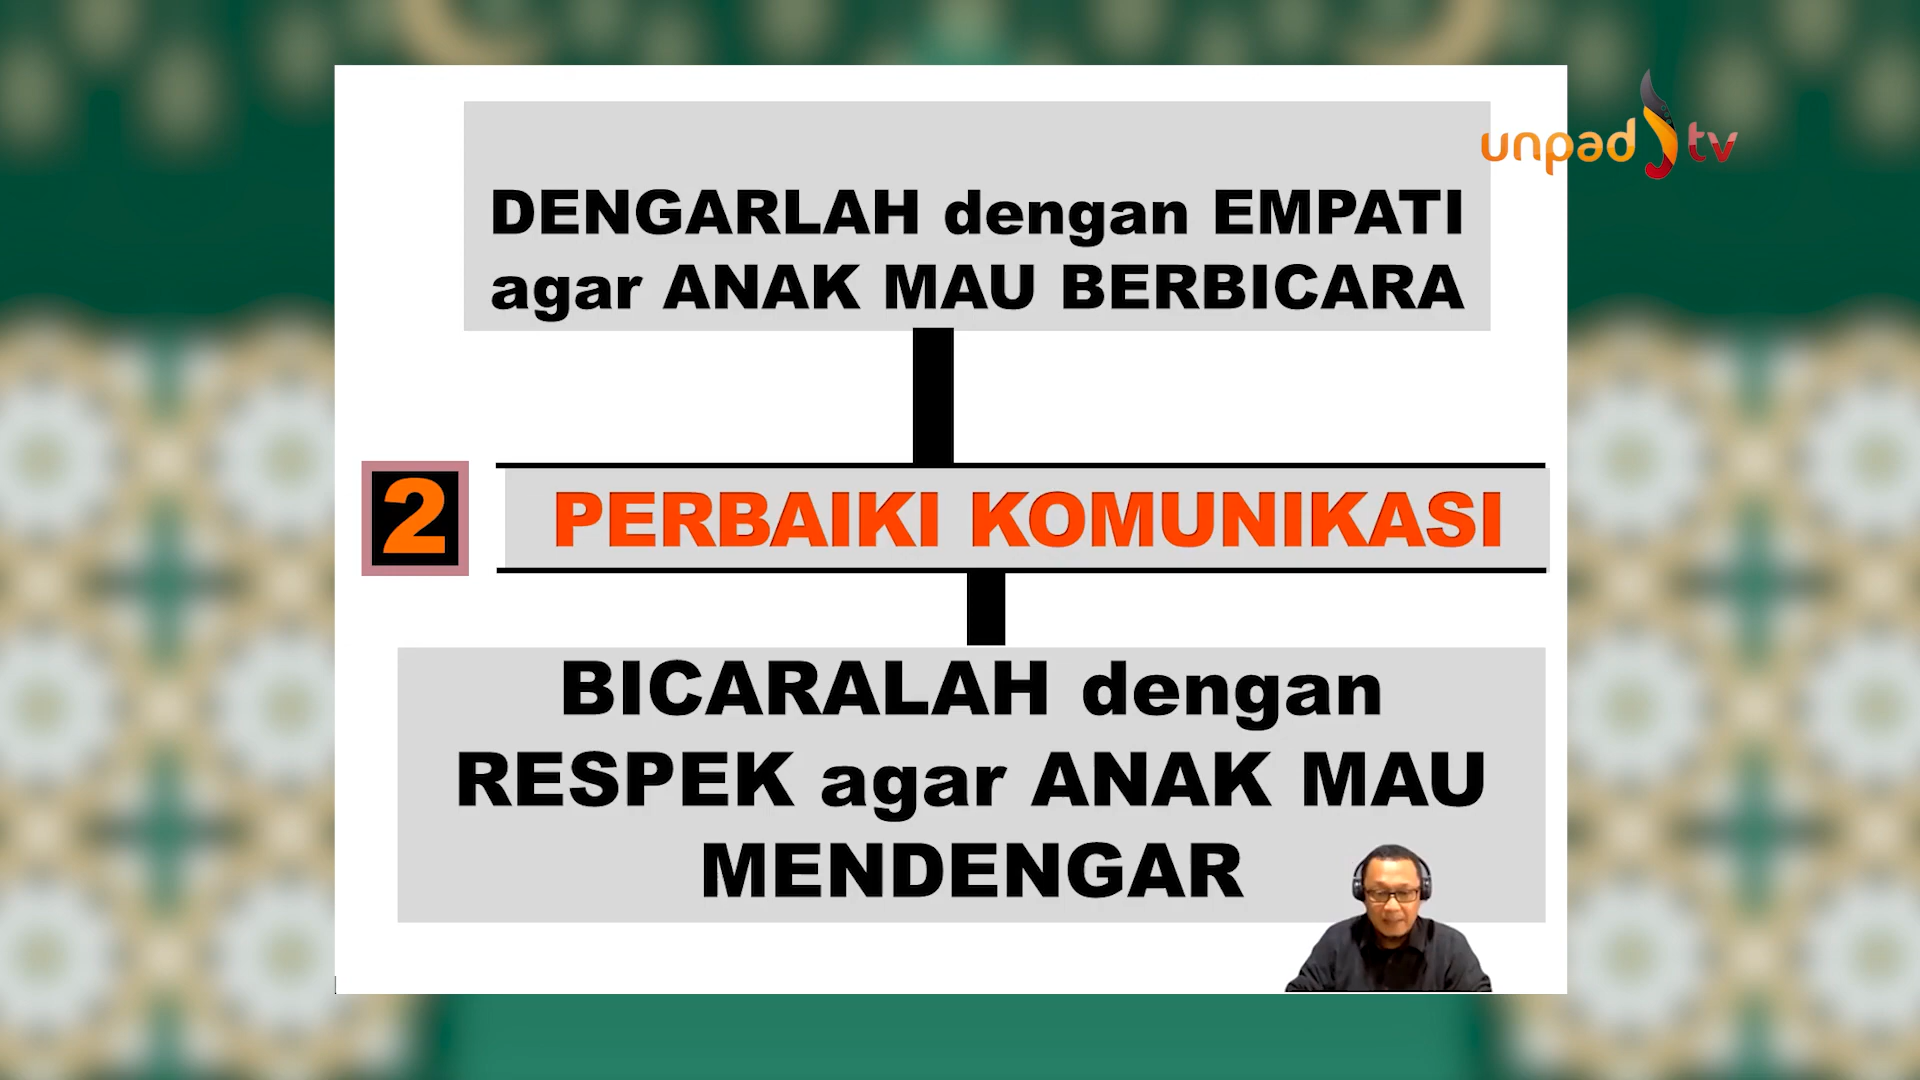 unpad tv
DENGARLAH dengan EMPATI
agar ANAK MAU BERBICARA
2
PERBAIKI KOMUNIKASI
BICARALAH dengan
RESPEK agar ANAK MAU
MENDENGAR